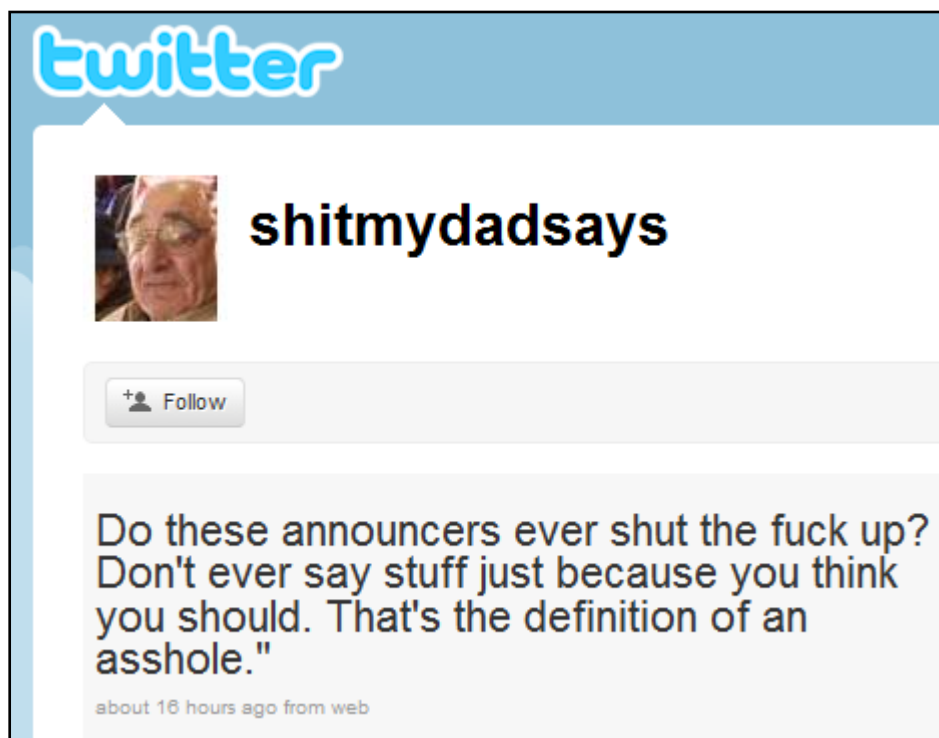 twitter
shitmydadsays
Follow
Do these announcers ever shut the fuck up?
Don't ever say stuff just because you think
you should. That's the definition of an
asshole."
about 16 hours ago from web